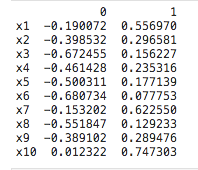 0 1
x1 -0.190072 0.556970
x2 -0.398532 0.296581
x3 -0.672455 0.156227
x4 -0.461428 0.235316
x5 -0.500311 0.177139
x6 -0.680734 0.077753
x7 -0.153202 0.622550
x8 -0.551847 0.129233
x9 -0.389102 0.289476
x10 0.012322 0.747303